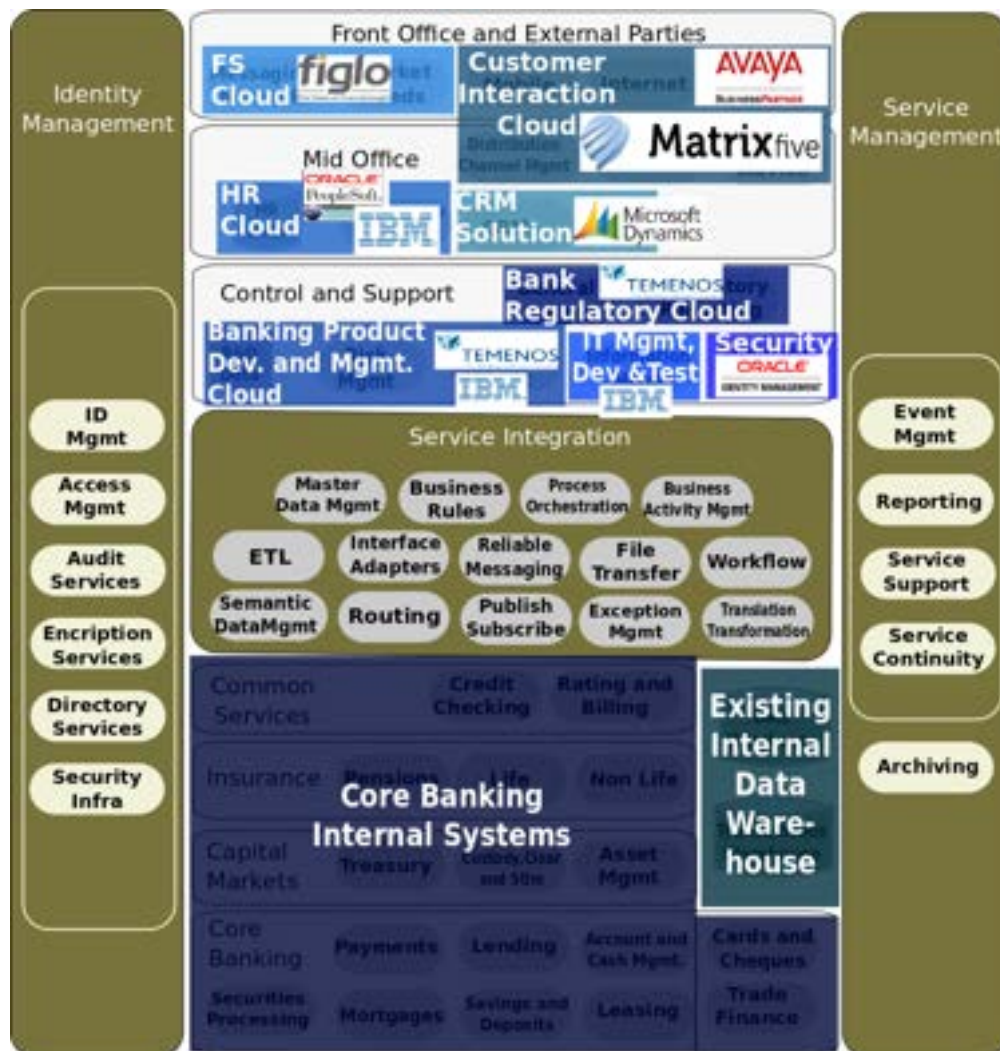 Front Office and External Parties
FS
Cloud
figlo
Customer
Interaction
Cloud
Internet
AVAYA
Matrixfive
Channel Mgmt
Identity
Management
Service
Management
Mid Office
HR
Cloud
ORACLE
PeopleSoft.
IBM
CRM
Solution
Microsoft
Dynamics
Control and Support
Bank
Regulatory Cloud
TEMENOS
Banking Product
Dev. and Mgmt.
Cloud
Mgmt
TEMENOS
IBM
IT Mgmt,
Dev &Test
IBM
Security
ORACLE
IDENTITY MANAGEMENT
ID
Mgmt
Access
Mgmt
Audit
Services
Encription
Services
Directory
Services
Security
Infra
Service Integration
Master
Data Mgmt
Business
Rules
Process
Orchestration
Business
Activity Mgmt
ETL
Interface
Adapters
Reliable
Messaging
File
Transfer
Workflow
Semantic
DataMgmt
Routing
Publish
Subscribe
Exception
Mgmt
Translation
Transformation
Event
Mgmt
Reporting
Service
Support
Service
Continuity
Archiving
Common
Services
Credit
Checking
Rating and
Billing
Insurance
Pensions
Life
Non Life
Core Banking
Internal Systems
Capital
Markets
Treasury
Asset
Mgmt
Existing
Internal
Data
Ware-
house
Core
Banking
Payments
Lending
Account and
Cash Mgmt.
Cards and
Cheques
Securities
Processing
Mortgages
Savings and
Deposits
Leasing
Trade
Finance